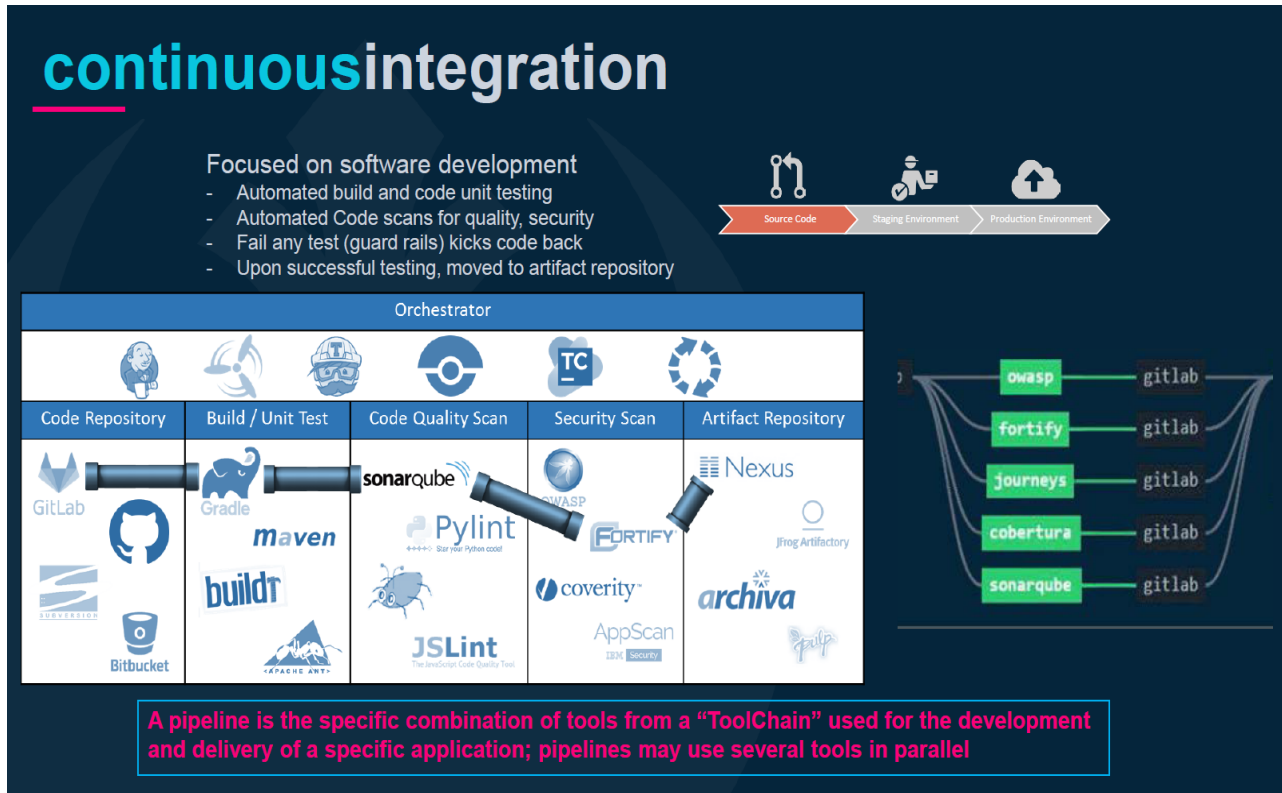 continuousintegration
Focused on software development
- Automated build and code unit testing
- Automated Code scans for quality, security
- Fail any test (guard rails) kicks code back
- Upon successful testing, moved to artifact repository
Source Code
Staging Environment
Production Environment
Orchestrator
T
TC
Code Repository
Build / Unit Test
Code Quality Scan
Security Scan
Artifact Repository
GitLab
SUBVERSION
Bitbucket
Gradle
maven
buildr
<APACHE ANT>
sonarqube
Pylint
Star your Python code!
JSLint
The JavaScript Code Quality Tool
OWASP
FORTIFY
coverity™
AppScan
IBM Security
Nexus
JFrog Artifactory
archiva
pulp
owasp gitlab
fortify gitlab
journeys gitlab
cobertura gitlab
sonarqube gitlab
A pipeline is the specific combination of tools from a “ToolChain” used for the development
and delivery of a specific application; pipelines may use several tools in parallel